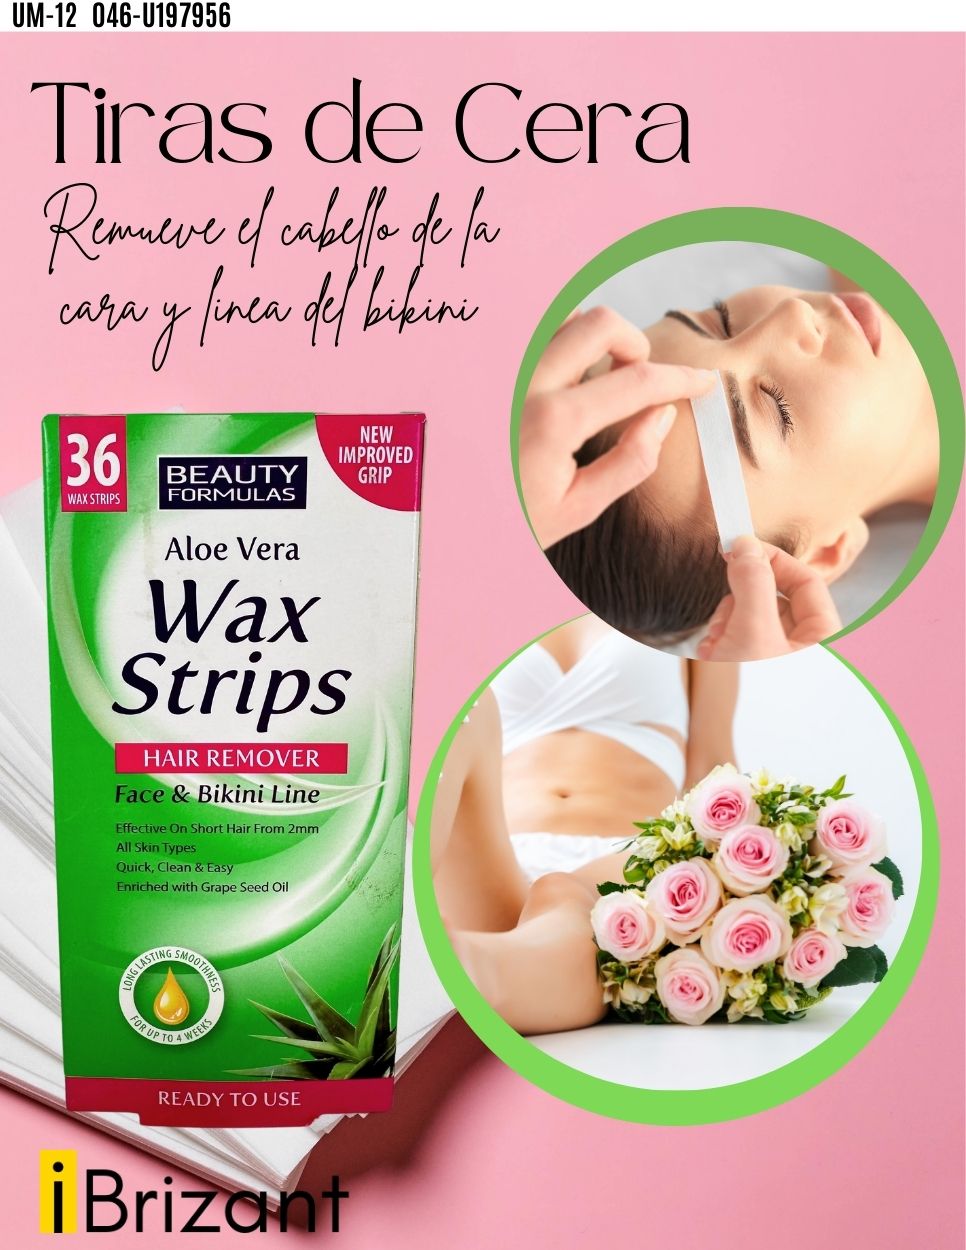 UM-12 046-U197956
Tiras de Cera
Remueve el cabello de la
cara y linea del bikini
36
WAX STRIPS
NEW
IMPROVED
GRIP
BEAUTY
FORMULAS
Aloe Vera
Wax
Strips
HAIR REMOVER
Face & Bikini Line
Effective On Short Hair From 2mm
All Skin Types
Quick, Clean & Easy
Enriched with Grape Seed Oil
LONG LASTING SMOOTHNESS
FOR UP TO 4 WEEKS
READY TO USE
iBrizant